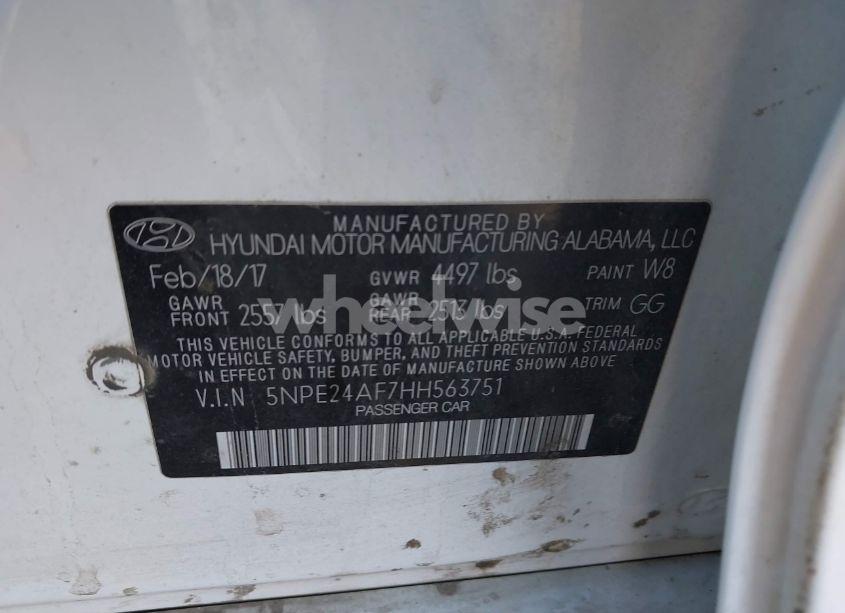 MANUFACTURED BY
HYUNDAI MOTOR MANUFACTURING ALABAMA, LLC
Feb/18/17 GVWR 4497 lbs PAINT W8
GAWR FRONT 2557 lbs GAWR REAR 2513 lbs TRIM GG
THIS VEHICLE CONFORMS TO ALL APPLICABLE U.S.A. FEDERAL
MOTOR VEHICLE SAFETY, BUMPER, AND THEFT PREVENTION STANDARDS
IN EFFECT ON THE DATE OF MANUFACTURE SHOWN ABOVE
V.I.N 5NPE24AF7HH563751
PASSENGER CAR
wheelwise